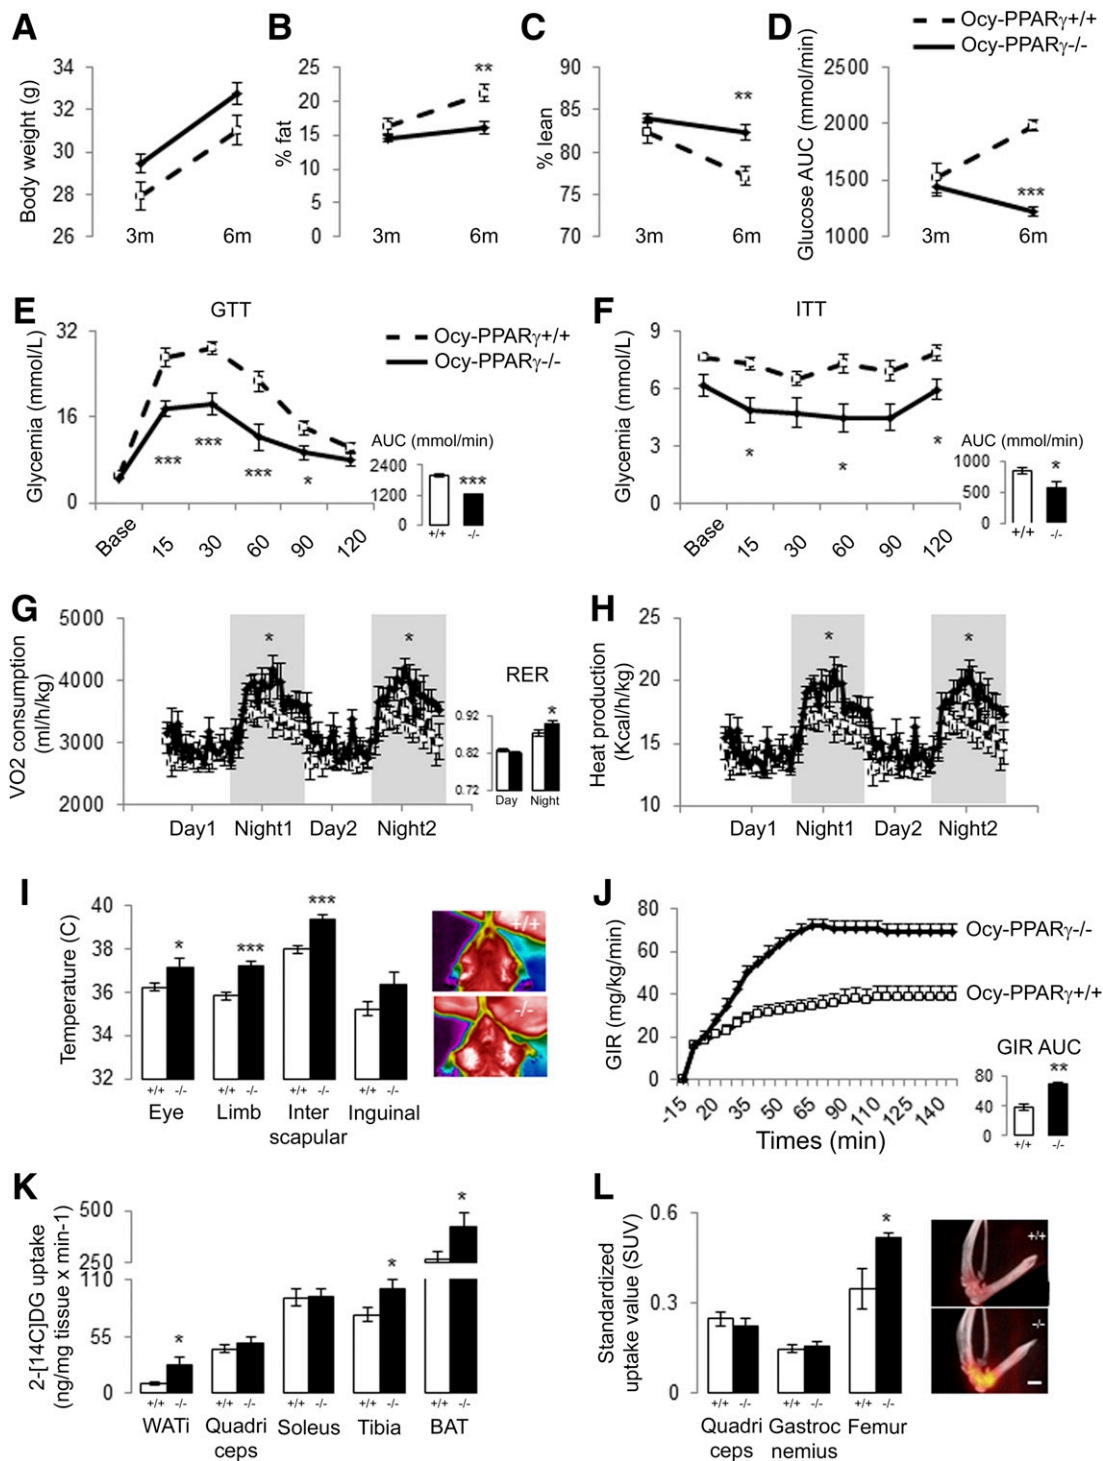 A
B
C
D
Ocy-PPARγ+/+
Ocy-PPARγ-/-
Body weight (g)
34
32
30
28
26
3m 6m
% fat
25
20
15
10
5
0
**
3m 6m
% lean
90
85
80
75
70
**
3m 6m
Glucose AUC (mmol/min)
2500
2000
1500
1000
***
3m 6m
E
GTT
Glycemia (mmol/L)
32
16
0
Ocy-PPARγ+/+
Ocy-PPARγ-/-
***
***
***
*
Base 15 30 60 90 120
AUC (mmol/min)
2400
1200
0
***
+/+ -/-
F
ITT
Glycemia (mmol/L)
9
6
3
0
*
*
*
Base 15 30 60 90 120
AUC (mmol/min)
1000
500
0
*
+/+ -/-
G
VO2 consumption
(ml/h/kg)
5000
4000
3000
2000
* *
Day1 Night1 Day2 Night2
RER
0.92
0.82
0.72
*
Day Night
H
Heat production
(Kcal/h/kg)
25
20
15
10
* *
Day1 Night1 Day2 Night2
I
Temperature (C)
40
38
36
34
32
* *** ***
+/+ -/- +/+ -/- +/+ -/- +/+ -/-
Eye Limb Inter Inguinal
scapular
+/+
-/-
J
GIR (mg/kg/min)
80
60
40
20
0
Ocy-PPARγ-/-
Ocy-PPARγ+/+
-15 20 35 50 65 90 110 125 140
Times (min)
GIR AUC
80
40
0
**
+/+ -/-
K
2-[14C]DG uptake
(ng/mg tissue x min-1)
500
250
110
55
0
* * *
+/+ -/- +/+ -/- +/+ -/- +/+ -/- +/+ -/-
WATi Quadri Soleus Tibia BAT
ceps
L
Standardized
uptake value (SUV)
0.6
0.3
0
*
+/+ -/- +/+ -/- +/+ -/-
Quadri Gastroc Femur
ceps nemius
+/+
-/-